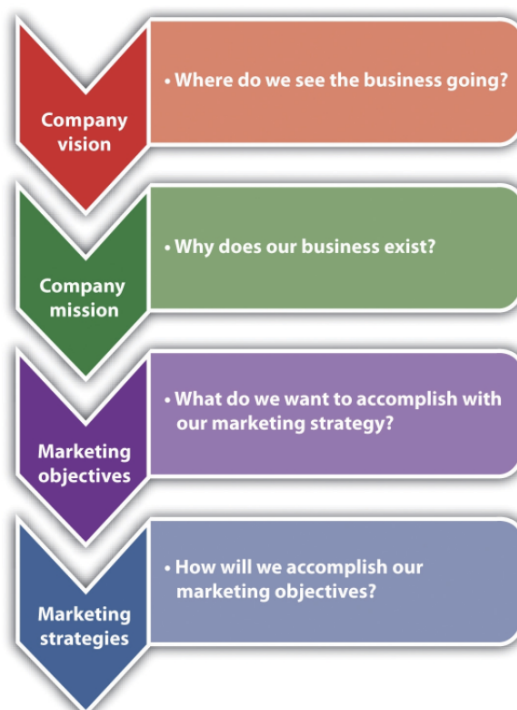 Company
vision
• Where do we see the business going?
Company
mission
• Why does our business exist?
Marketing
objectives
• What do we want to accomplish with
our marketing strategy?
Marketing
strategies
• How will we accomplish our
marketing objectives?